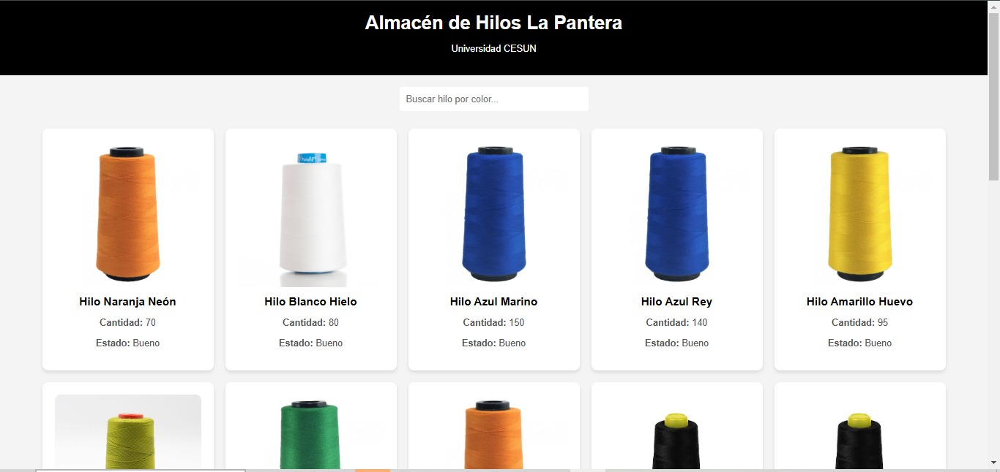 Almacén de Hilos La Pantera
Universidad CESUN
Buscar hilo por color...
Hilo Naranja Neón
Cantidad: 70
Estado: Bueno
Hilo Blanco Hielo
Cantidad: 80
Estado: Bueno
Hilo Azul Marino
Cantidad: 150
Estado: Bueno
Hilo Azul Rey
Cantidad: 140
Estado: Bueno
Hilo Amarillo Huevo
Cantidad: 95
Estado: Bueno